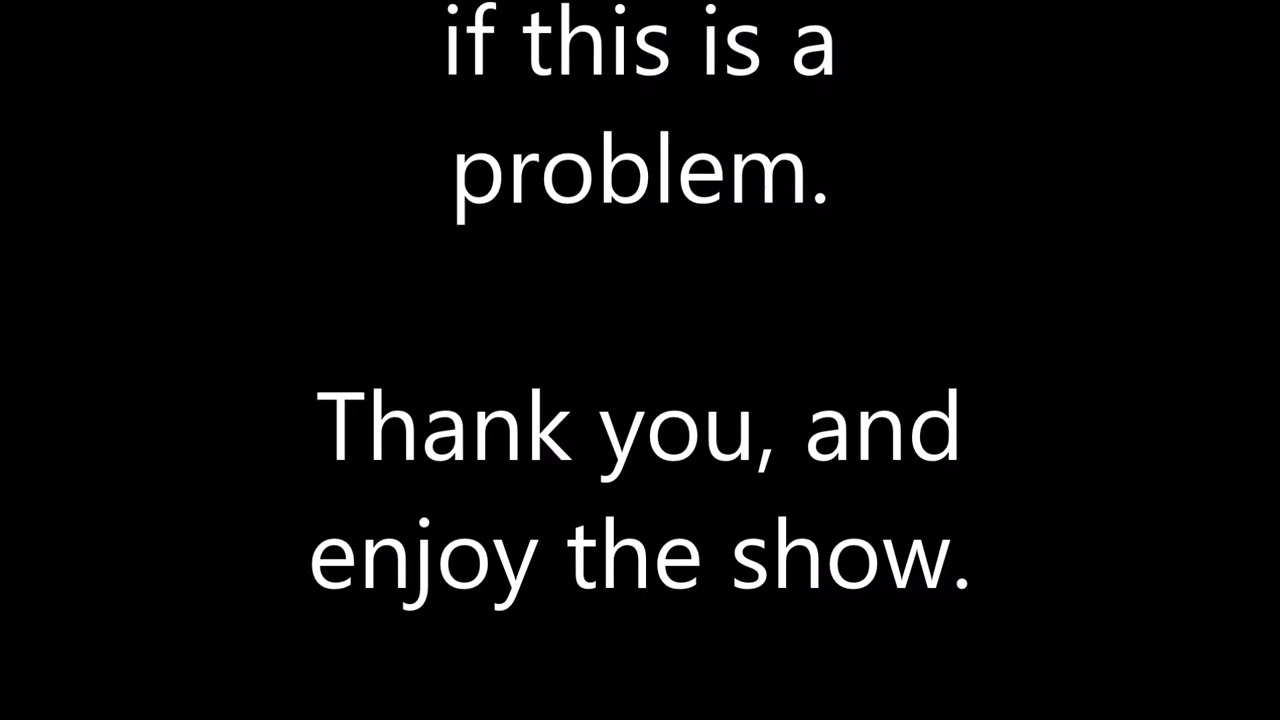 if this is a
problem.
Thank you, and
enjoy the show.